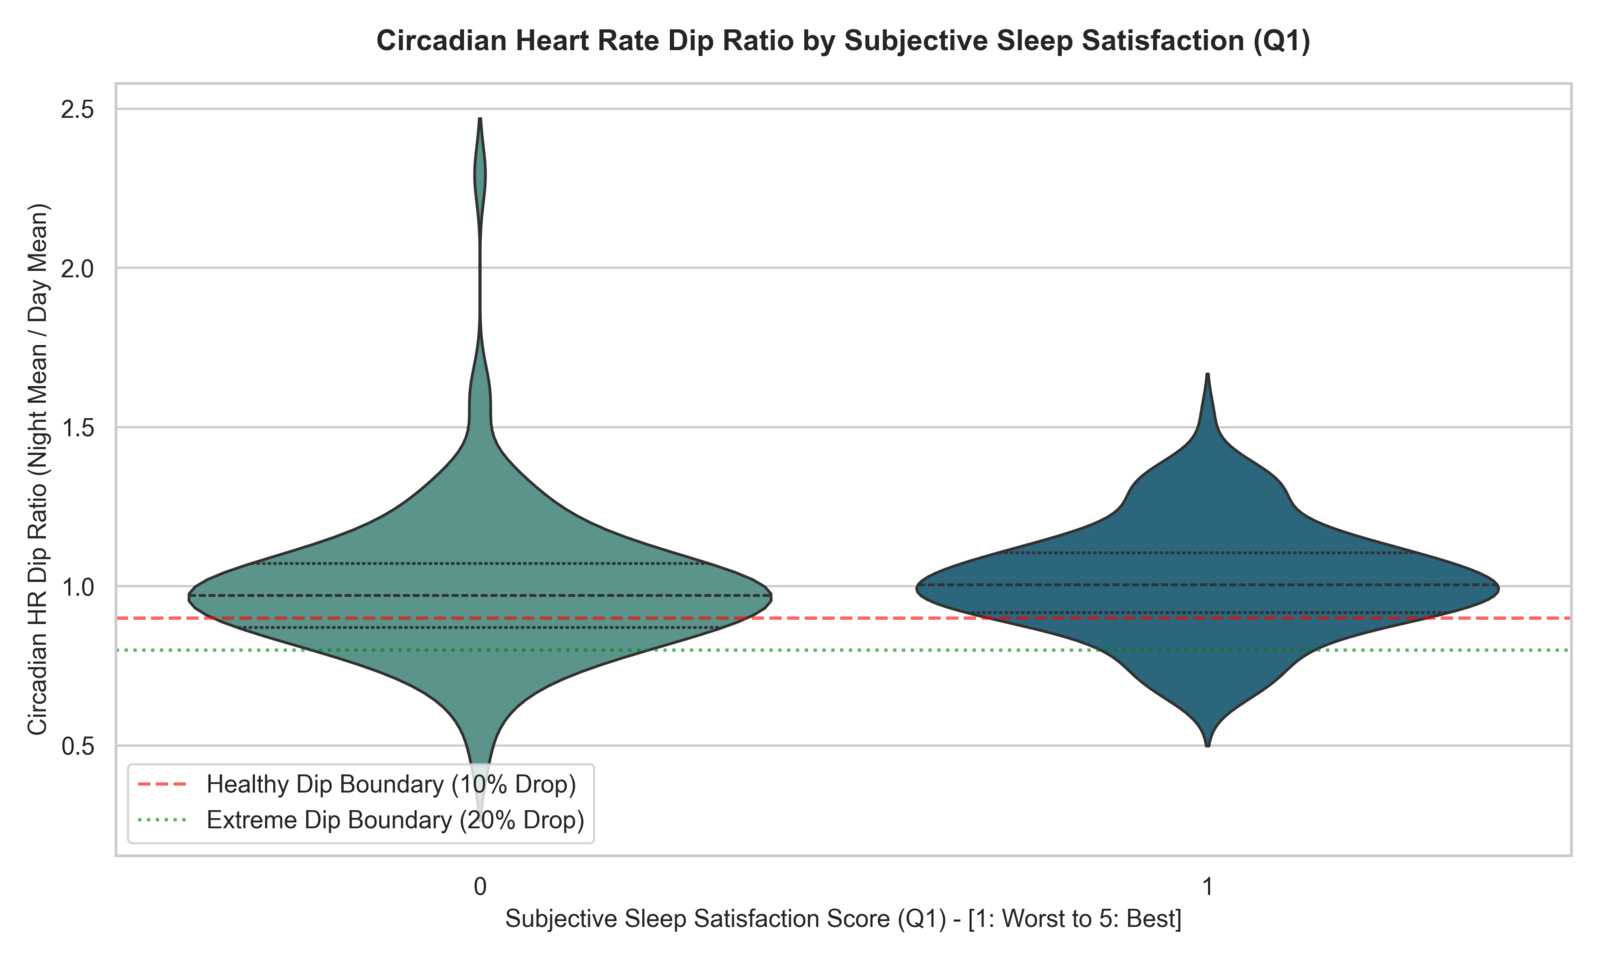 Circadian Heart Rate Dip Ratio by Subjective Sleep Satisfaction (Q1)
Circadian HR Dip Ratio (Night Mean / Day Mean)
2.5
2.0
1.5
1.0
0.5
Healthy Dip Boundary (10% Drop)
Extreme Dip Boundary (20% Drop)
0 1
Subjective Sleep Satisfaction Score (Q1) - [1: Worst to 5: Best]